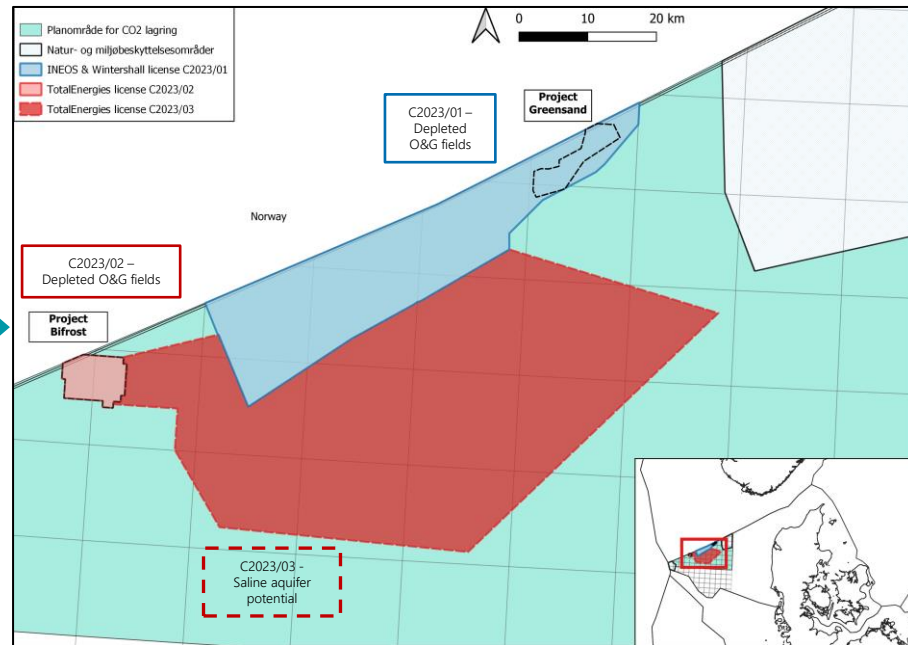 Planområde for CO2 lagring
Natur- og miljøbeskyttelsesområder
INEOS & Wintershall license C2023/01
TotalEnergies license C2023/02
TotalEnergies license C2023/03
0 10 20 km
C2023/01 –
Depleted
O&G fields
Project
Greensand
Norway
C2023/02 –
Depleted O&G fields
Project
Bifrost
C2023/03 -
Saline aquifer
potential